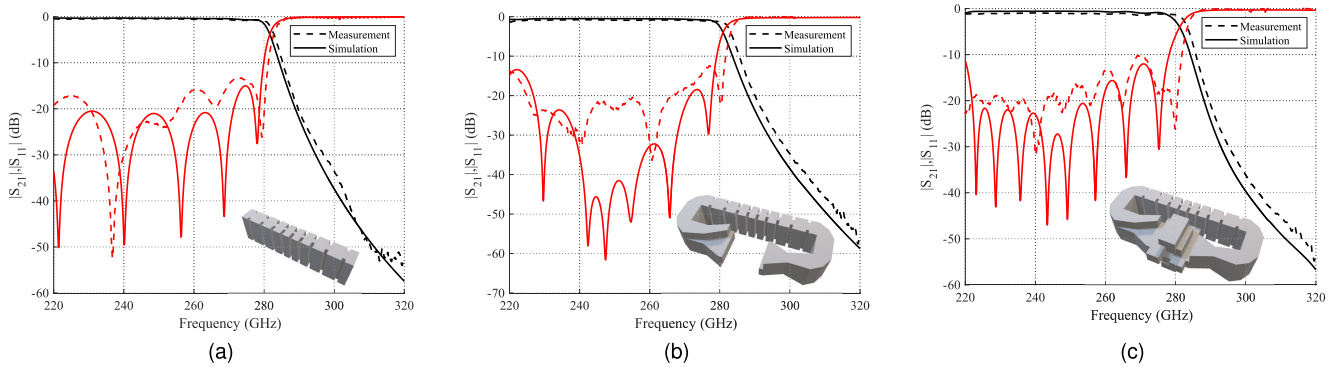 0
-10
-20
-30
-40
-50
-60
220 240 260 280 300 320
|S21|,|S11| (dB)
Frequency (GHz)
Measurement
Simulation
(a)
0
-10
-20
-30
-40
-50
-60
-70
220 240 260 280 300 320
|S21|,|S11| (dB)
Frequency (GHz)
Measurement
Simulation
(b)
0
-10
-20
-30
-40
-50
-60
220 240 260 280 300 320
|S21|,|S11| (dB)
Frequency (GHz)
Measurement
Simulation
(c)